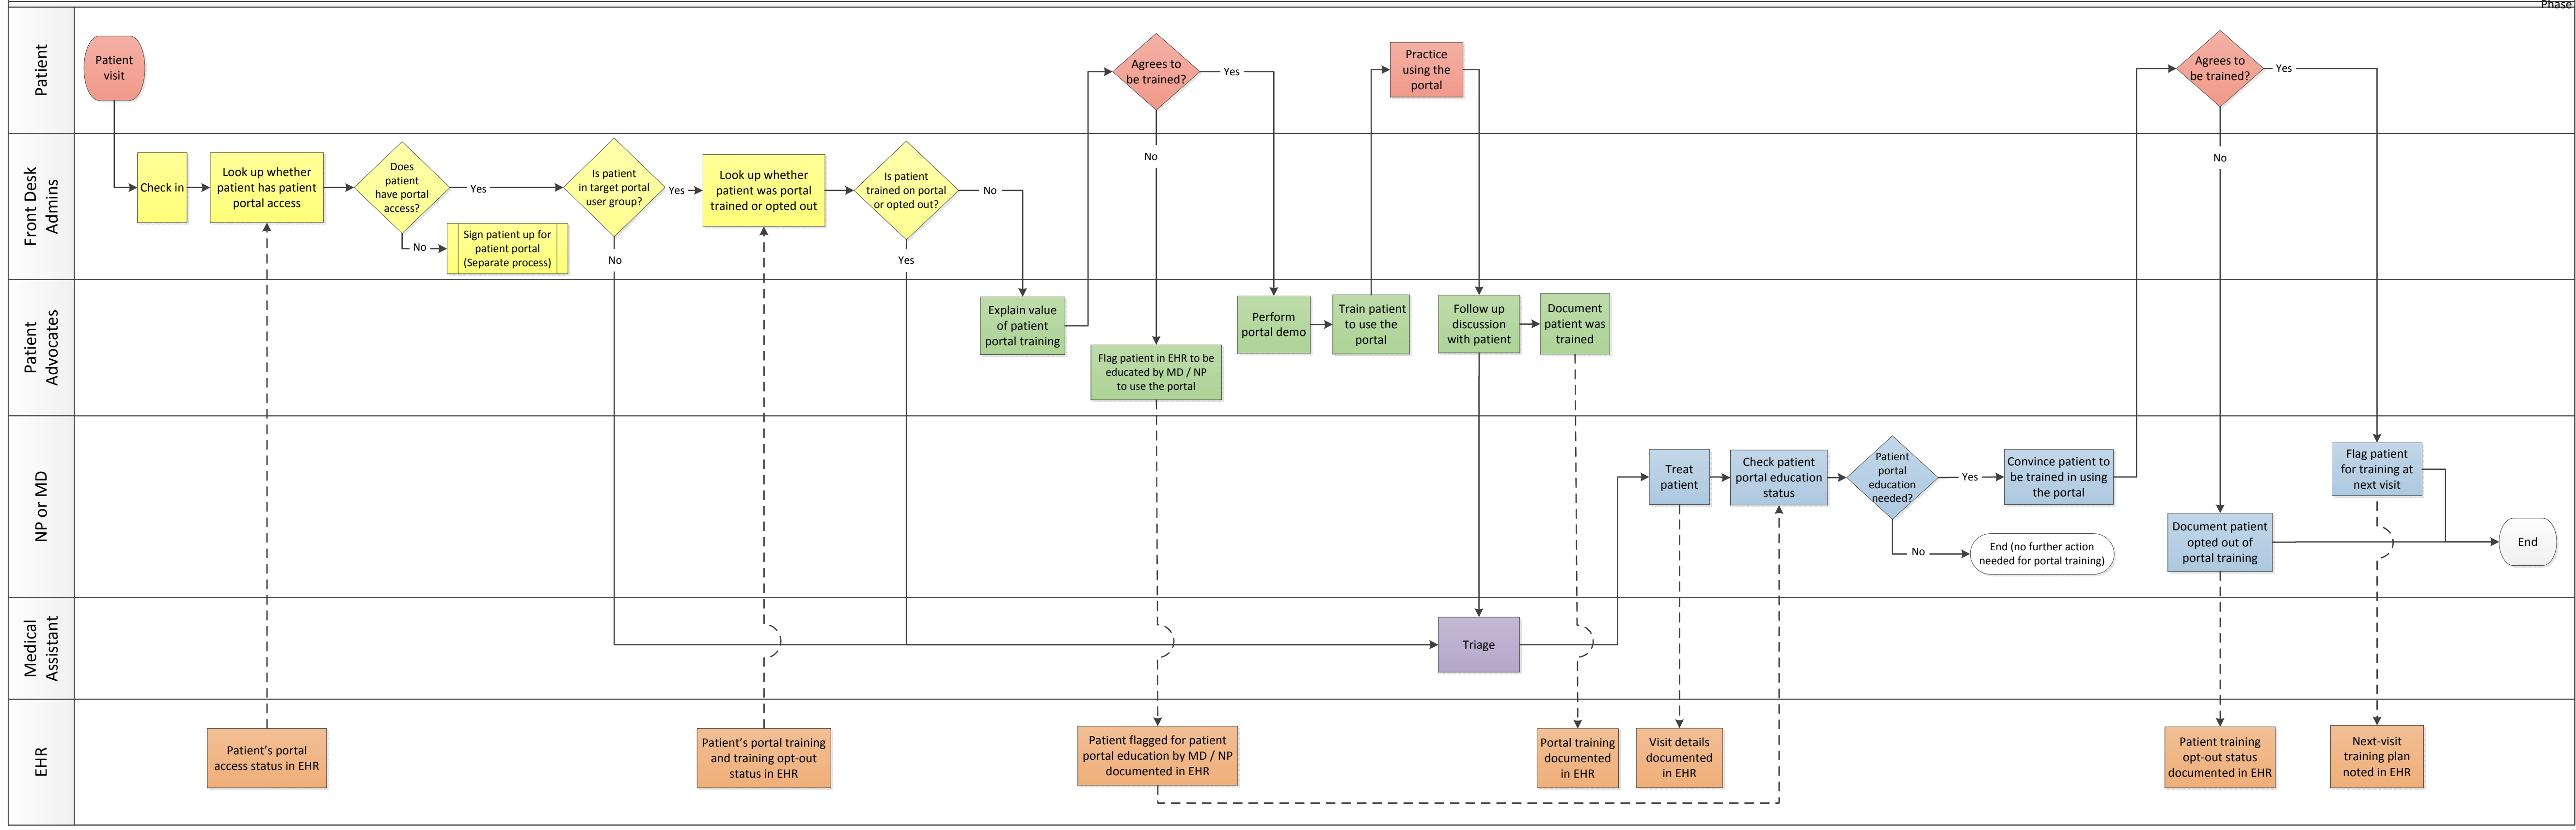 Phase
Patient
Patient
visit
Agrees to
be trained?
Yes
No
Practice
using the
portal
Agrees to
be trained?
Yes
No
Front Desk
Admins
Check in
Look up whether
patient has patient
portal access
Does
patient
have portal
access?
Yes
No
Sign patient up for
patient portal
(Separate process)
Is patient
in target portal
user group?
Yes
No
Look up whether
patient was portal
trained or opted out
Is patient
trained on portal
or opted out?
No
Yes
Patient
Advocates
Explain value
of patient
portal training
Flag patient in EHR to be
educated by MD / NP
to use the portal
Perform
portal demo
Train patient
to use the
portal
Follow up
discussion
with patient
Document
patient was
trained
NP or MD
Treat
patient
Check patient
portal education
status
Patient
portal
education
needed?
Yes
No
End (no further action
needed for portal training)
Convince patient to
be trained in using
the portal
Document patient
opted out of
portal training
Flag patient
for training at
next visit
End
Medical
Assistant
Triage
EHR
Patient’s portal
access status in EHR
Patient’s portal training
and training opt-out
status in EHR
Patient flagged for patient
portal education by MD / NP
documented in EHR
Portal training
documented
in EHR
Visit details
documented
in EHR
Patient training
opt-out status
documented in EHR
Next-visit
training plan
noted in EHR